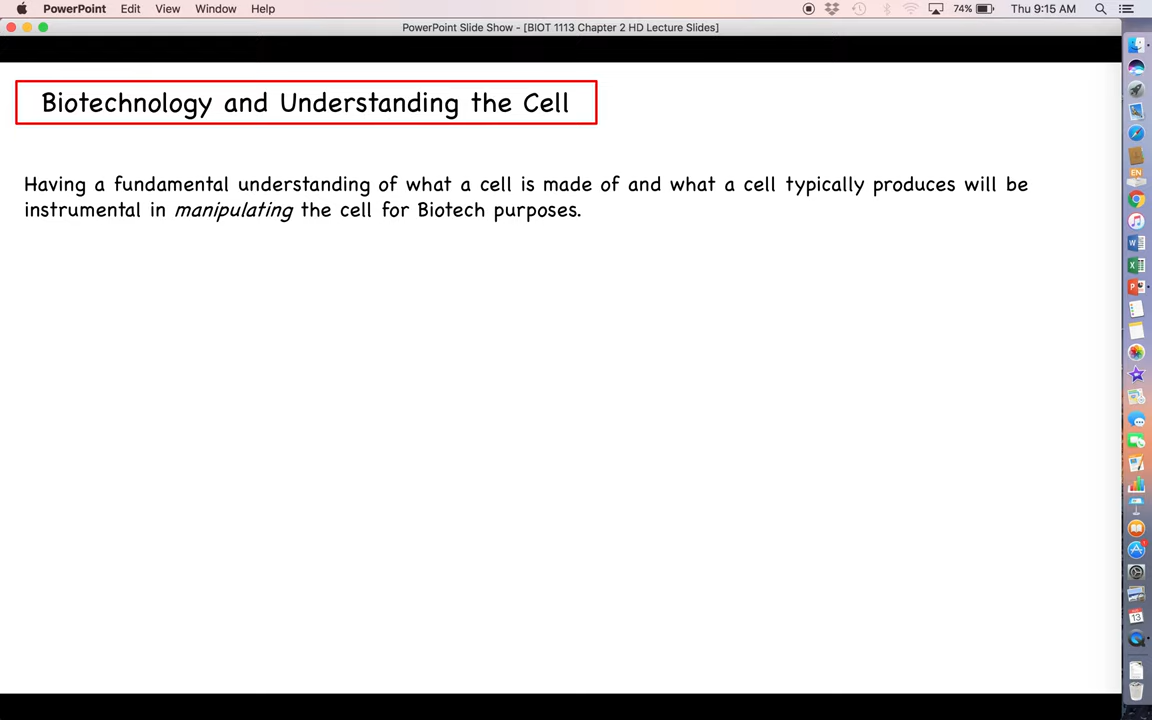 PowerPoint Edit View Window Help 74% Thu 9:15 AM
PowerPoint Slide Show - [BIOT 1113 Chapter 2 HD Lecture Slides]
Biotechnology and Understanding the Cell
Having a fundamental understanding of what a cell is made of and what a cell typically produces will be
instrumental in manipulating the cell for Biotech purposes.
EN
W
X
P
13